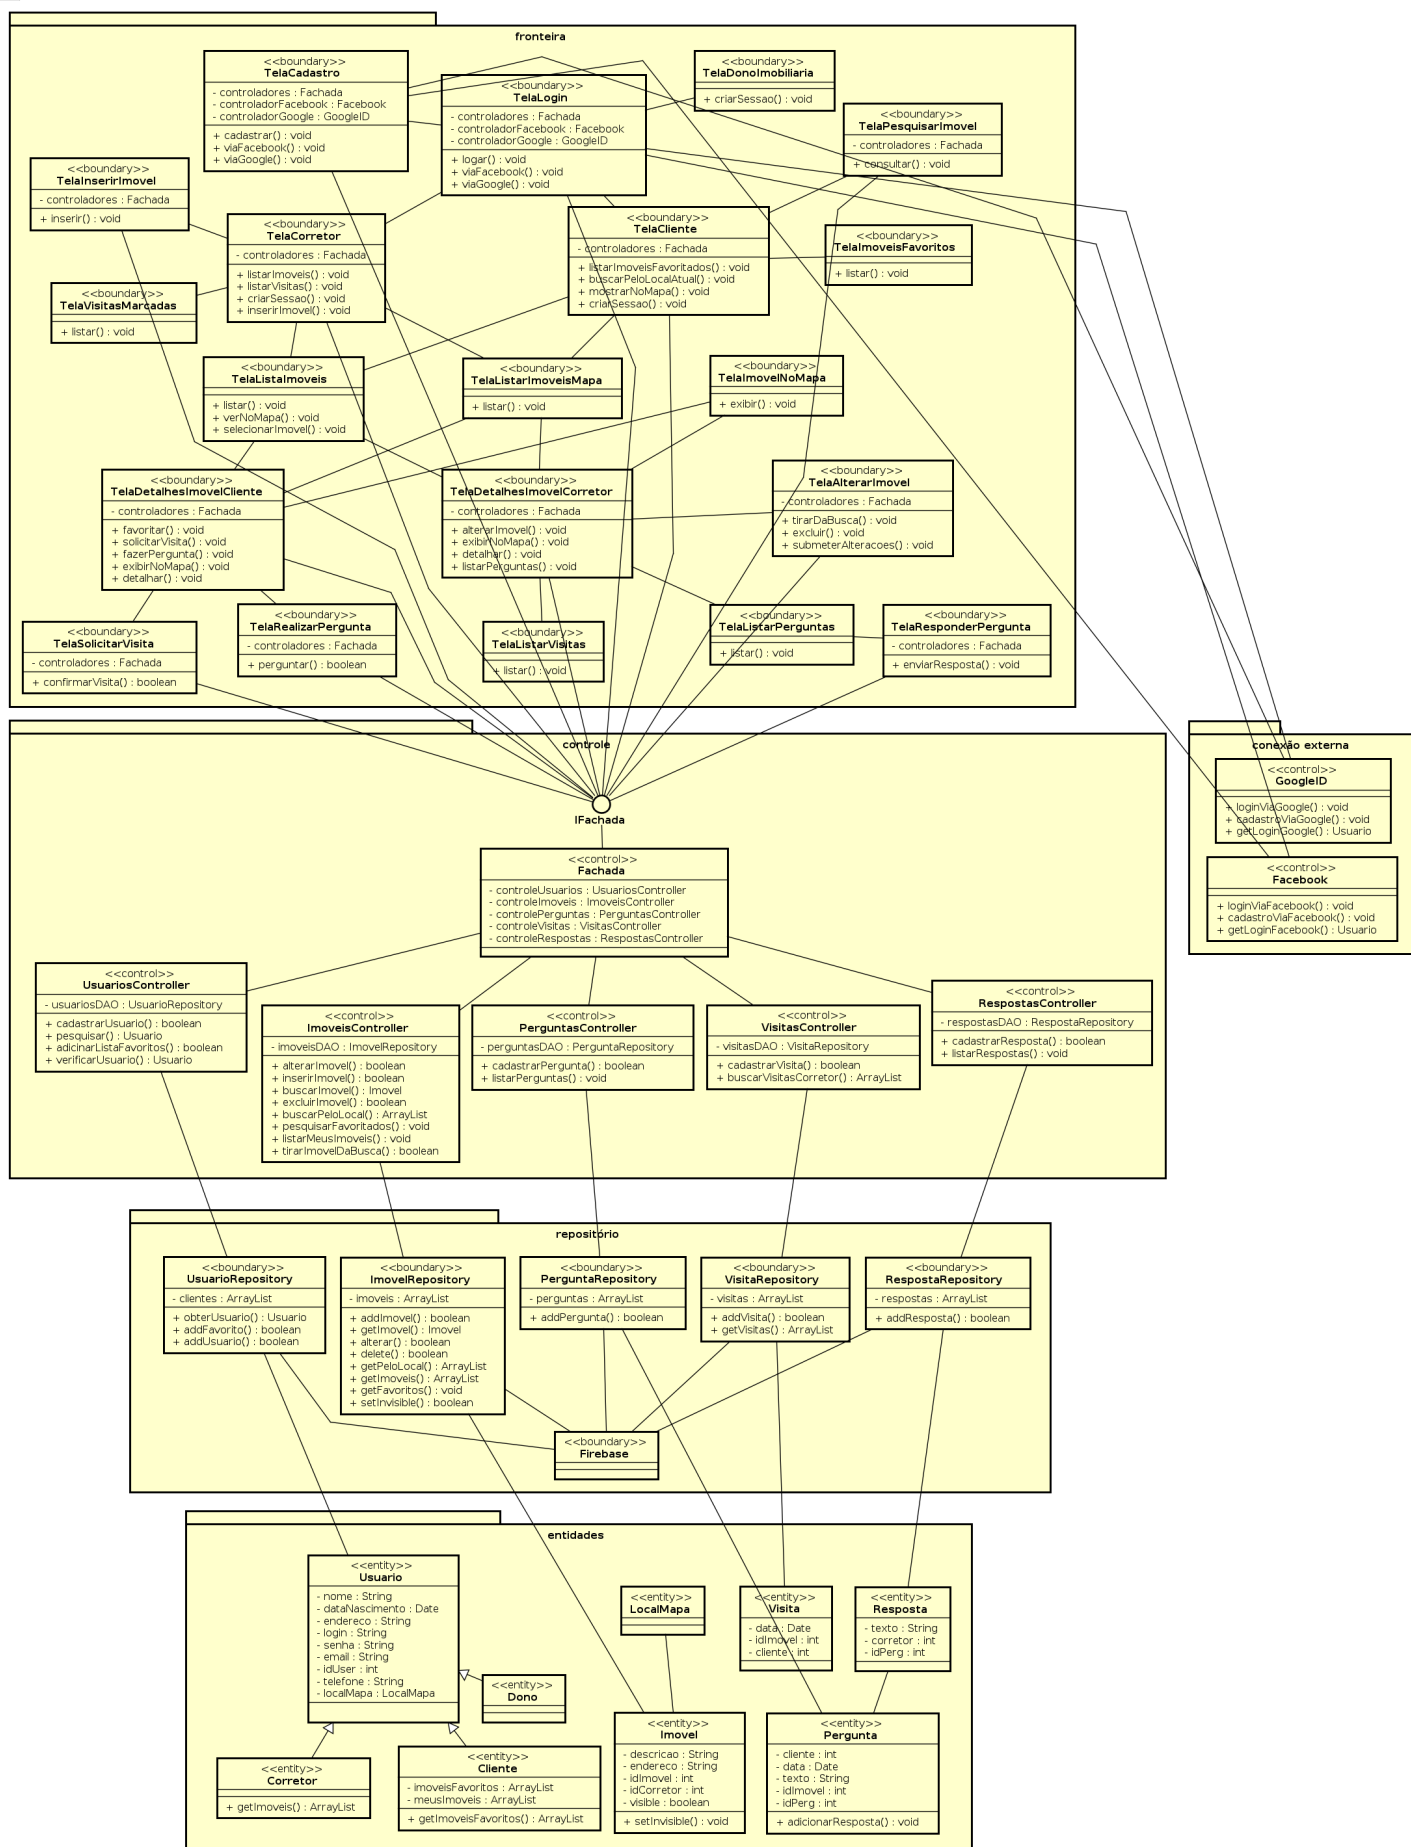 fronteira
<<boundary>>
TelaCadastro
- controladores : Fachada
- controladorFacebook : Facebook
- controladorGoogle : GoogleID
+ cadastrar() : void
+ viaFacebook() : void
+ viaGoogle() : void
<<boundary>>
TelaLogin
- controladores : Fachada
- controladorFacebook : Facebook
- controladorGoogle : GoogleID
+ logar() : void
+ viaFacebook() : void
+ viaGoogle() : void
<<boundary>>
TelaDonoImobiliaria
+ criarSessao() : void
<<boundary>>
TelaPesquisarImovel
- controladores : Fachada
+ consultar() : void
<<boundary>>
TelaInserirImovel
- controladores : Fachada
+ inserir() : void
<<boundary>>
TelaCorretor
- controladores : Fachada
+ listarImoveis() : void
+ listarVisitas() : void
+ criarSessao() : void
+ inserirImovel() : void
<<boundary>>
TelaCliente
- controladores : Fachada
+ listarImoveisFavoritados() : void
+ buscarPeloLocalAtual() : void
+ mostrarNoMapa() : void
+ criarSessao() : void
<<boundary>>
TelaImoveisFavoritos
+ listar() : void
<<boundary>>
TelaVisitasMarcadas
+ listar() : void
<<boundary>>
TelaListaImoveis
+ listar() : void
+ verNoMapa() : void
+ selecionarImovel() : void
<<boundary>>
TelaListarImoveisMapa
+ listar() : void
<<boundary>>
TelaImovelNoMapa
+ exibir() : void
<<boundary>>
TelaDetalhesImovelCliente
- controladores : Fachada
+ favoritar() : void
+ solicitarVisita() : void
+ fazerPergunta() : void
+ exibirNoMapa() : void
+ detalhar() : void
<<boundary>>
TelaDetalhesImovelCorretor
- controladores : Fachada
+ alterarImovel() : void
+ exibirNoMapa() : void
+ detalhar() : void
+ listarPerguntas() : void
<<boundary>>
TelaAlterarImovel
- controladores : Fachada
+ tirarDaBusca() : void
+ excluir() : void
+ submeterAlteracoes() : void
<<boundary>>
TelaSolicitarVisita
- controladores : Fachada
+ confirmarVisita() : boolean
<<boundary>>
TelaRealizarPergunta
- controladores : Fachada
+ perguntar() : boolean
<<boundary>>
TelaListarVisitas
+ listar() : void
<<boundary>>
TelaListarPerguntas
+ listar() : void
<<boundary>>
TelaResponderPergunta
- controladores : Fachada
+ enviarResposta() : void
controle
IFachada
<<control>>
Fachada
- controleUsuarios : UsuariosController
- controleImoveis : ImoveisController
- controlePerguntas : PerguntasController
- controleVisitas : VisitasController
- controleRespostas : RespostasController
conexão externa
<<control>>
GoogleID
+ loginViaGoogle() : void
+ cadastroViaGoogle() : void
+ getLoginGoogle() : Usuario
<<control>>
Facebook
+ loginViaFacebook() : void
+ cadastroViaFacebook() : void
+ getLoginFacebook() : Usuario
<<control>>
UsuariosController
- usuariosDAO : UsuarioRepository
+ cadastrarUsuario() : boolean
+ pesquisar() : Usuario
+ adicinarListaFavoritos() : boolean
+ verificarUsuario() : Usuario
<<control>>
ImoveisController
- imoveisDAO : ImovelRepository
+ alterarImovel() : boolean
+ inserirImovel() : boolean
+ buscarImovel() : Imovel
+ excluirImovel() : boolean
+ buscarPeloLocal() : ArrayList
+ pesquisarFavoritados() : void
+ listarMeusImoveis() : void
+ tirarImovelDaBusca() : boolean
<<control>>
PerguntasController
- perguntasDAO : PerguntaRepository
+ cadastrarPergunta() : boolean
+ listarPerguntas() : void
<<control>>
VisitasController
- visitasDAO : VisitaRepository
+ cadastrarVisita() : boolean
+ buscarVisitasCorretor() : ArrayList
<<control>>
RespostasController
- respostasDAO : RespostaRepository
+ cadastrarResposta() : boolean
+ listarRespostas() : void
repositório
<<boundary>>
UsuarioRepository
- clientes : ArrayList
+ obterUsuario() : Usuario
+ addFavorito() : boolean
+ addUsuario() : boolean
<<boundary>>
ImovelRepository
- imoveis : ArrayList
+ addImovel() : boolean
+ getImovel() : Imovel
+ alterar() : boolean
+ delete() : boolean
+ getPeloLocal() : ArrayList
+ getImoveis() : ArrayList
+ getFavoritos() : void
+ setInvisible() : boolean
<<boundary>>
PerguntaRepository
- perguntas : ArrayList
+ addPergunta() : boolean
<<boundary>>
VisitaRepository
- visitas : ArrayList
+ addVisita() : boolean
+ getVisitas() : ArrayList
<<boundary>>
RespostaRepository
- respostas : ArrayList
+ addResposta() : boolean
<<boundary>>
Firebase
entidades
<<entity>>
Usuario
- nome : String
- dataNascimento : Date
- endereco : String
- login : String
- senha : String
- email : String
- idUser : int
- telefone : String
- localMapa : LocalMapa
<<entity>>
LocalMapa
<<entity>>
Visita
- data : Date
- idImovel : int
- cliente : int
<<entity>>
Resposta
- texto : String
- corretor : int
- idPerg : int
<<entity>>
Dono
<<entity>>
Corretor
+ getImoveis() : ArrayList
<<entity>>
Cliente
- imoveisFavoritos : ArrayList
- meusImoveis : ArrayList
+ getImoveisFavoritos() : ArrayList
<<entity>>
Imovel
- descricao : String
- endereco : String
- idImovel : int
- idCorretor : int
- visible : boolean
+ setInvisible() : void
<<entity>>
Pergunta
- cliente : int
- data : Date
- texto : String
- idImovel : int
- idPerg : int
+ adicionarResposta() : void